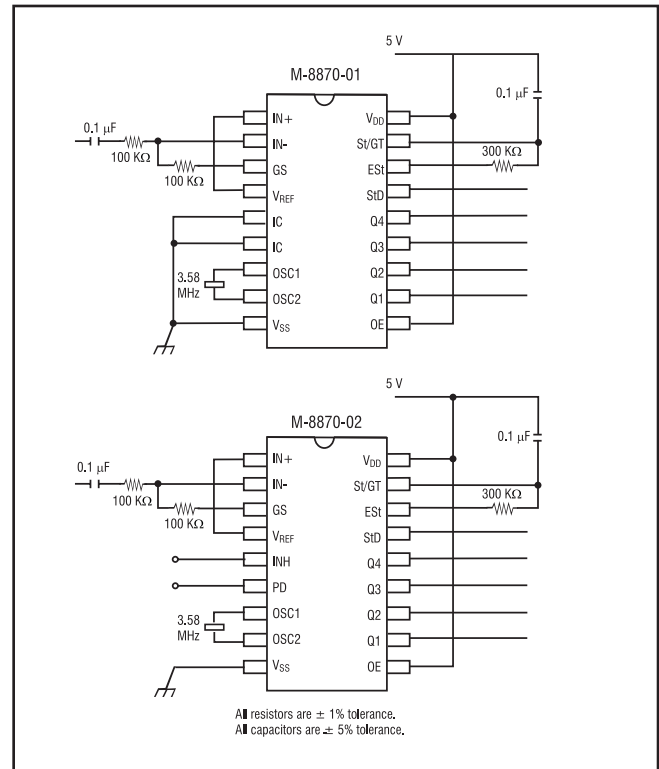 5 V
M-8870-01
0.1 µF
0.1 µF
100 KΩ
100 KΩ
300 KΩ
3.58
MHz
IN+
IN-
GS
VREF
IC
IC
OSC1
OSC2
VSS
VDD
St/GT
ESt
StD
Q4
Q3
Q2
Q1
OE
5 V
M-8870-02
0.1 µF
0.1 µF
100 KΩ
100 KΩ
300 KΩ
3.58
MHz
IN+
IN-
GS
VREF
INH
PD
OSC1
OSC2
VSS
VDD
St/GT
ESt
StD
Q4
Q3
Q2
Q1
OE
All resistors are ± 1% tolerance.
All capacitors are ± 5% tolerance.